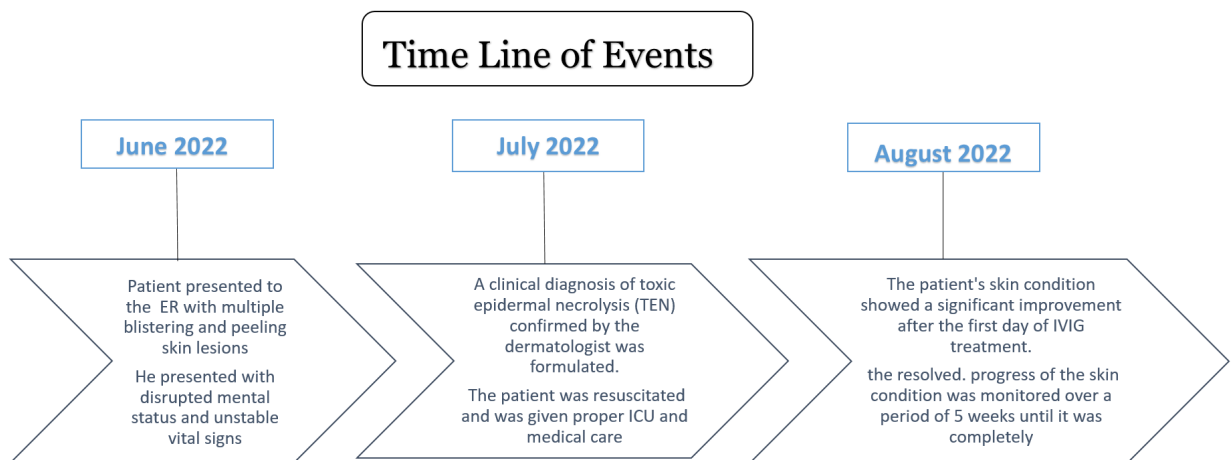 Time Line of Events
June 2022
July 2022
August 2022
Patient presented to
the ER with multiple
blistering and peeling
skin lesions
He presented with
disrupted mental
status and unstable
vital signs
A clinical diagnosis of toxic
epidermal necrolysis (TEN)
confirmed by the
dermatologist was
formulated.
The patient was resuscitated
and was given proper ICU and
medical care
The patient's skin condition
showed a significant improvement
after the first day of IVIG
treatment.
the resolved. progress of the skin
condition was monitored over a
period of 5 weeks until it was
completely